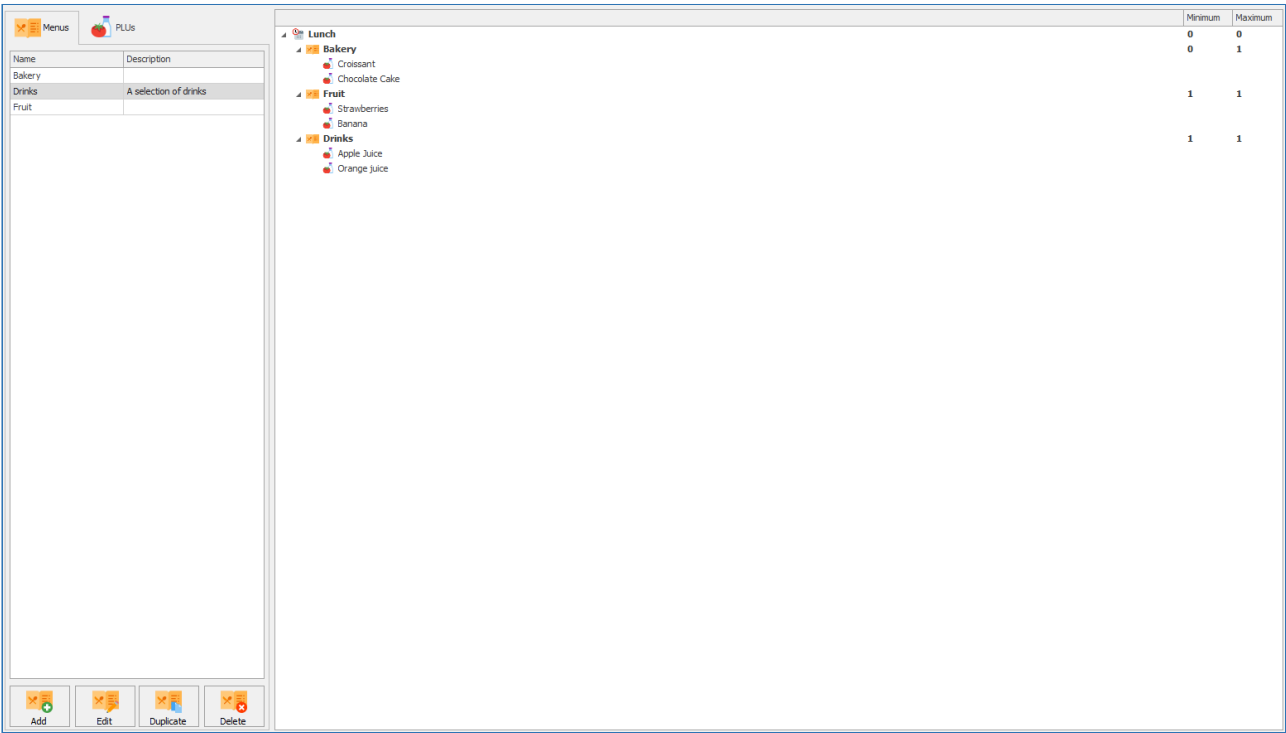 Menus PLUs
Name Description
Bakery
Drinks A selection of drinks
Fruit
Add Edit Duplicate Delete
Minimum Maximum
Lunch 0 0
Bakery 0 1
Croissant
Chocolate Cake
Fruit 1 1
Strawberries
Banana
Drinks 1 1
Apple Juice
Orange juice